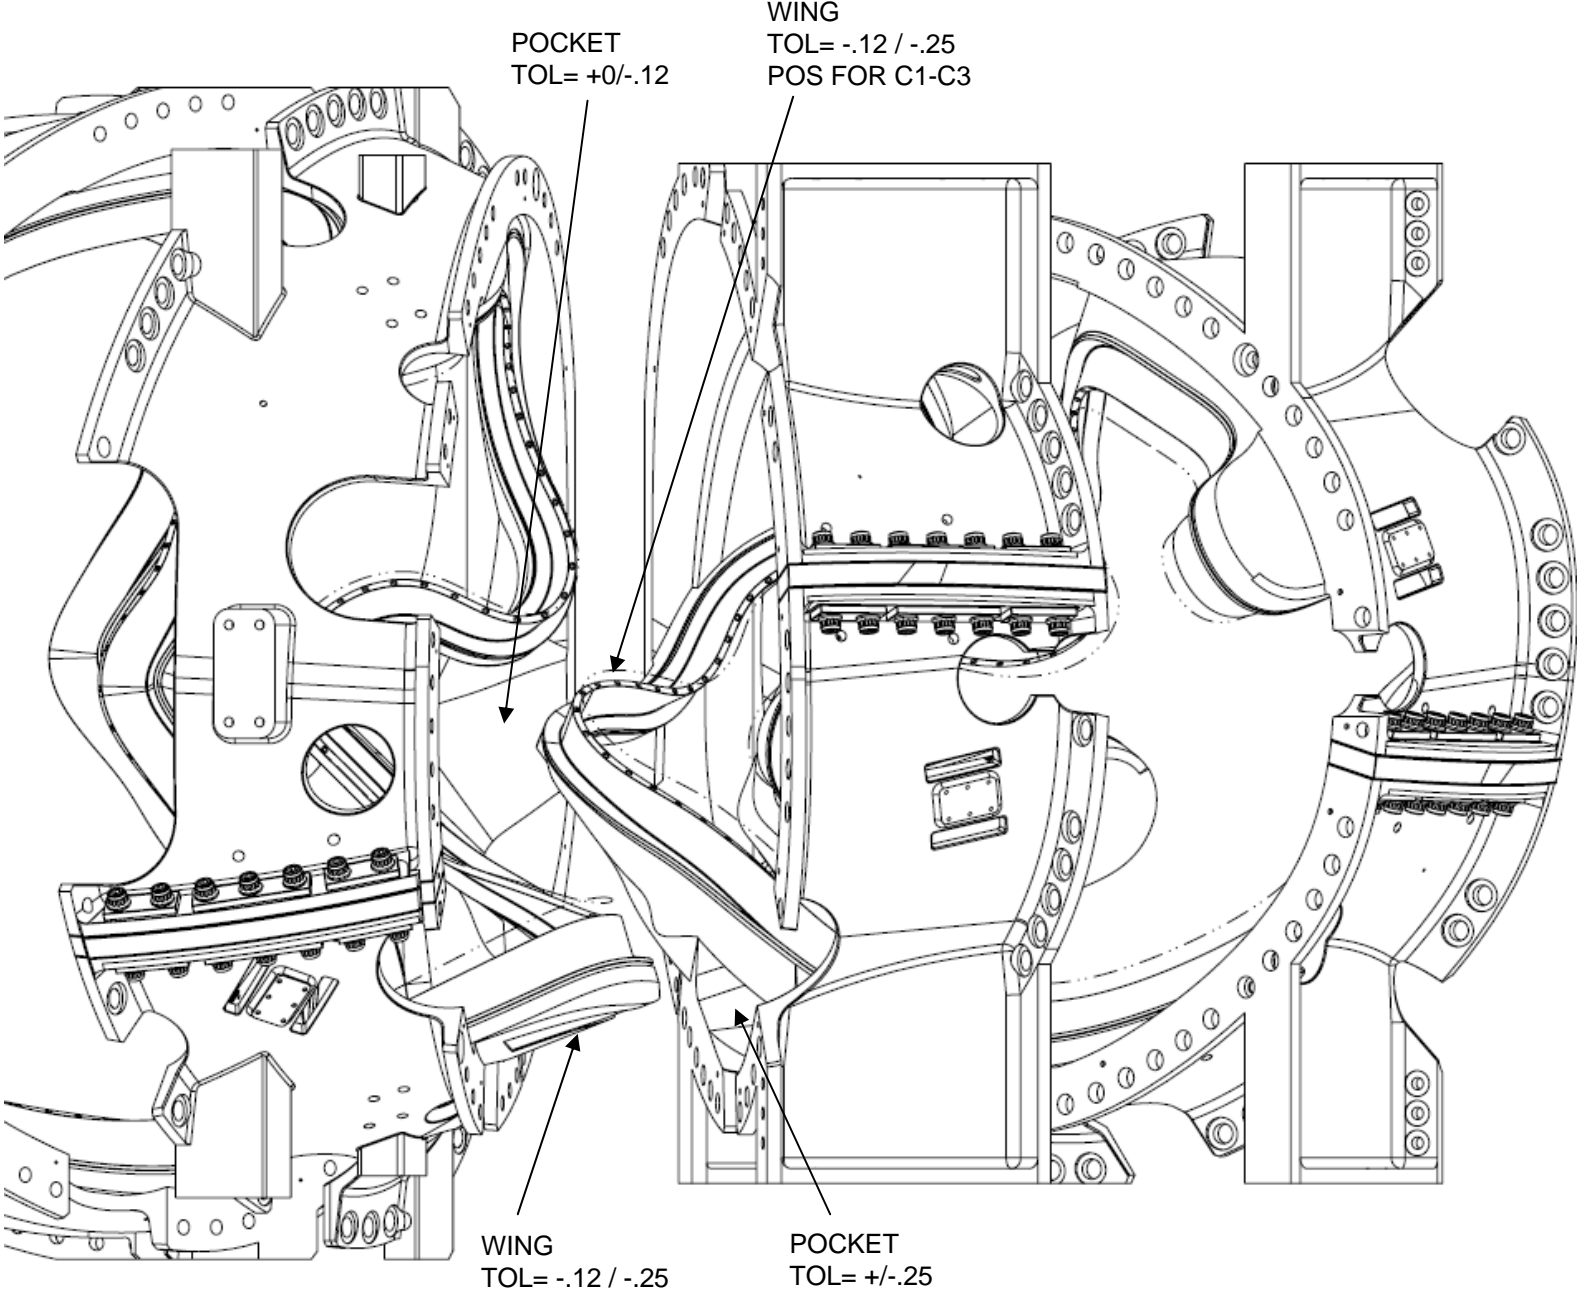 WING
TOL= -.12 / -.25
POS FOR C1-C3
POCKET
TOL= +0/-.12
WING
TOL= -.12 / -.25
POCKET
TOL= +/-.25